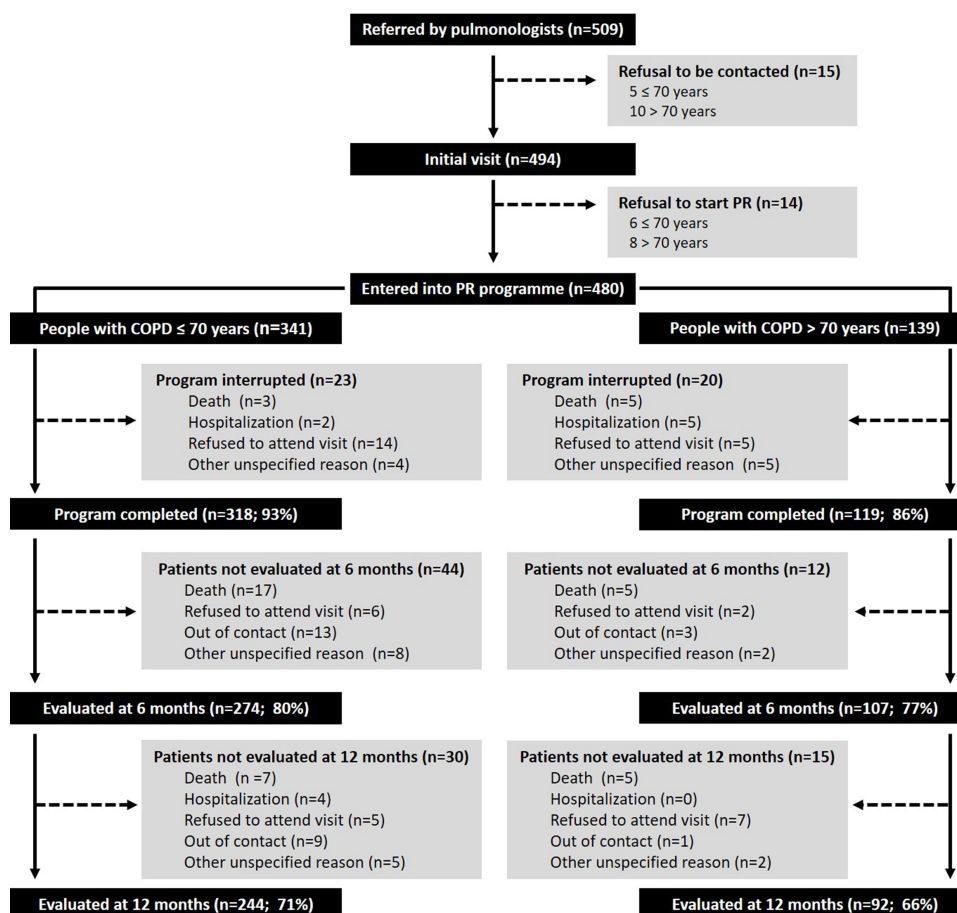 Referred by pulmonologists (n=509)
Refusal to be contacted (n=15)
5 ≤ 70 years
10 > 70 years
Initial visit (n=494)
Refusal to start PR (n=14)
6 ≤ 70 years
8 > 70 years
Entered into PR programme (n=480)
People with COPD ≤ 70 years (n=341)
People with COPD > 70 years (n=139)
Program interrupted (n=23)
Death (n=3)
Hospitalization (n=2)
Refused to attend visit (n=14)
Other unspecified reason (n=4)
Program interrupted (n=20)
Death (n=5)
Hospitalization (n=5)
Refused to attend visit (n=5)
Other unspecified reason (n=5)
Program completed (n=318; 93%)
Program completed (n=119; 86%)
Patients not evaluated at 6 months (n=44)
Death (n=17)
Refused to attend visit (n=6)
Out of contact (n=13)
Other unspecified reason (n=8)
Patients not evaluated at 6 months (n=12)
Death (n=5)
Refused to attend visit (n=2)
Out of contact (n=3)
Other unspecified reason (n=2)
Evaluated at 6 months (n=274; 80%)
Evaluated at 6 months (n=107; 77%)
Patients not evaluated at 12 months (n=30)
Death (n =7)
Hospitalization (n=4)
Refused to attend visit (n=5)
Out of contact (n=9)
Other unspecified reason (n=5)
Patients not evaluated at 12 months (n=15)
Death (n=5)
Hospitalization (n=0)
Refused to attend visit (n=7)
Out of contact (n=1)
Other unspecified reason (n=2)
Evaluated at 12 months (n=244; 71%)
Evaluated at 12 months (n=92; 66%)